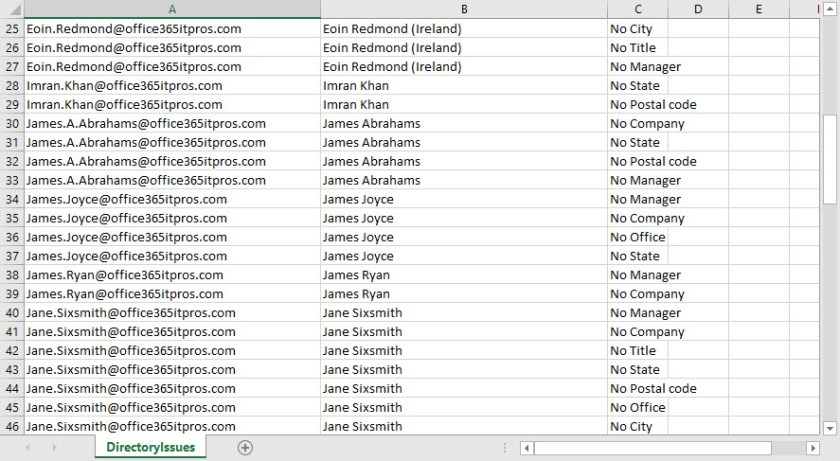 A B C D E
25 Eoin.Redmond@office365itpros.com Eoin Redmond (Ireland) No City
26 Eoin.Redmond@office365itpros.com Eoin Redmond (Ireland) No Title
27 Eoin.Redmond@office365itpros.com Eoin Redmond (Ireland) No Manager
28 Imran.Khan@office365itpros.com Imran Khan No State
29 Imran.Khan@office365itpros.com Imran Khan No Postal code
30 James.A.Abrahams@office365itpros.com James Abrahams No Company
31 James.A.Abrahams@office365itpros.com James Abrahams No State
32 James.A.Abrahams@office365itpros.com James Abrahams No Postal code
33 James.A.Abrahams@office365itpros.com James Abrahams No Manager
34 James.Joyce@office365itpros.com James Joyce No Manager
35 James.Joyce@office365itpros.com James Joyce No Company
36 James.Joyce@office365itpros.com James Joyce No Office
37 James.Joyce@office365itpros.com James Joyce No State
38 James.Ryan@office365itpros.com James Ryan No Manager
39 James.Ryan@office365itpros.com James Ryan No Company
40 Jane.Sixsmith@office365itpros.com Jane Sixsmith No Manager
41 Jane.Sixsmith@office365itpros.com Jane Sixsmith No Company
42 Jane.Sixsmith@office365itpros.com Jane Sixsmith No Title
43 Jane.Sixsmith@office365itpros.com Jane Sixsmith No State
44 Jane.Sixsmith@office365itpros.com Jane Sixsmith No Postal code
45 Jane.Sixsmith@office365itpros.com Jane Sixsmith No Office
46 Jane.Sixsmith@office365itpros.com Jane Sixsmith No City
DirectoryIssues